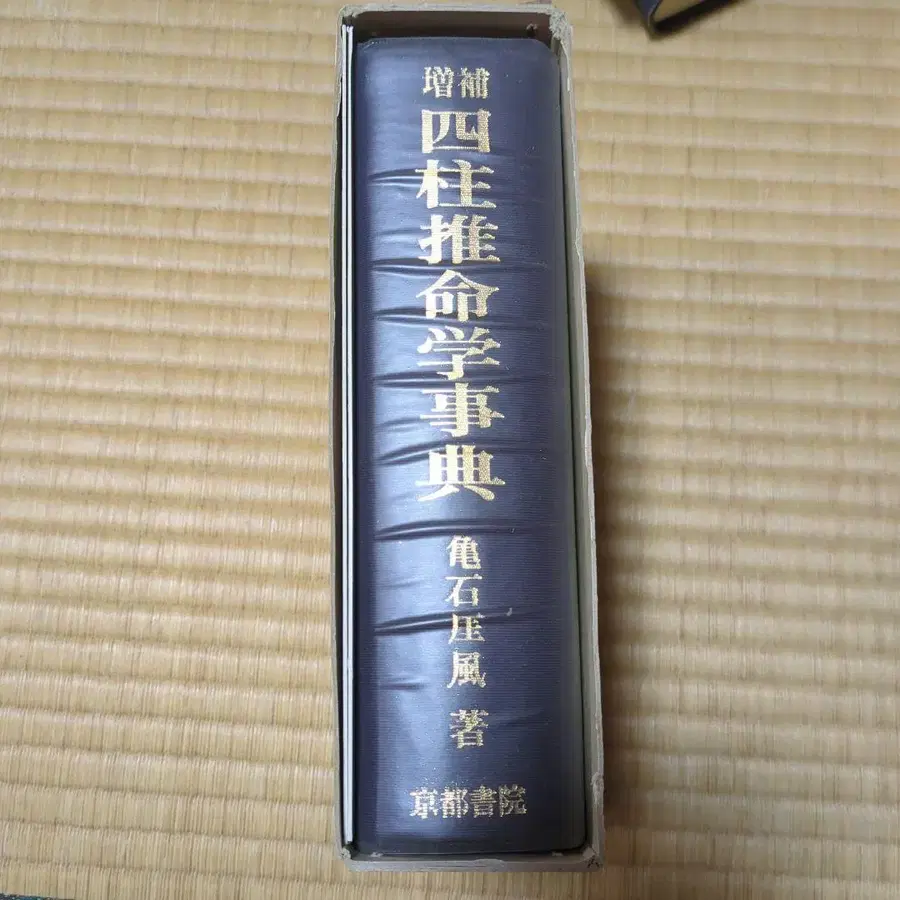 増補
四柱推命学事典
亀石厓風 著
京都書院